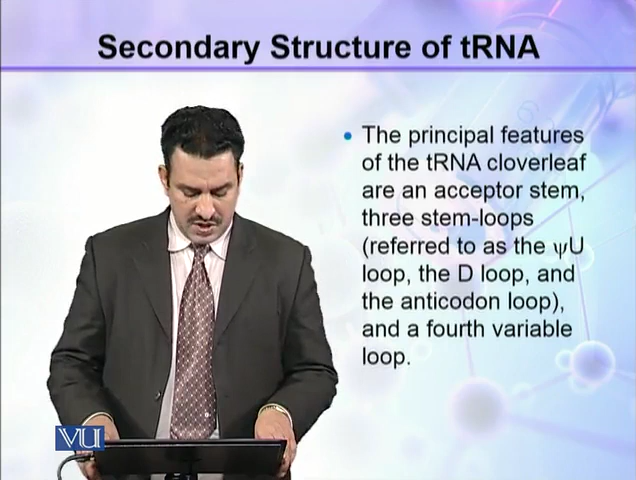 Secondary Structure of tRNA
• The principal features
of the tRNA cloverleaf
are an acceptor stem,
three stem-loops
(referred to as the ψU
loop, the D loop, and
the anticodon loop),
and a fourth variable
loop.
VU